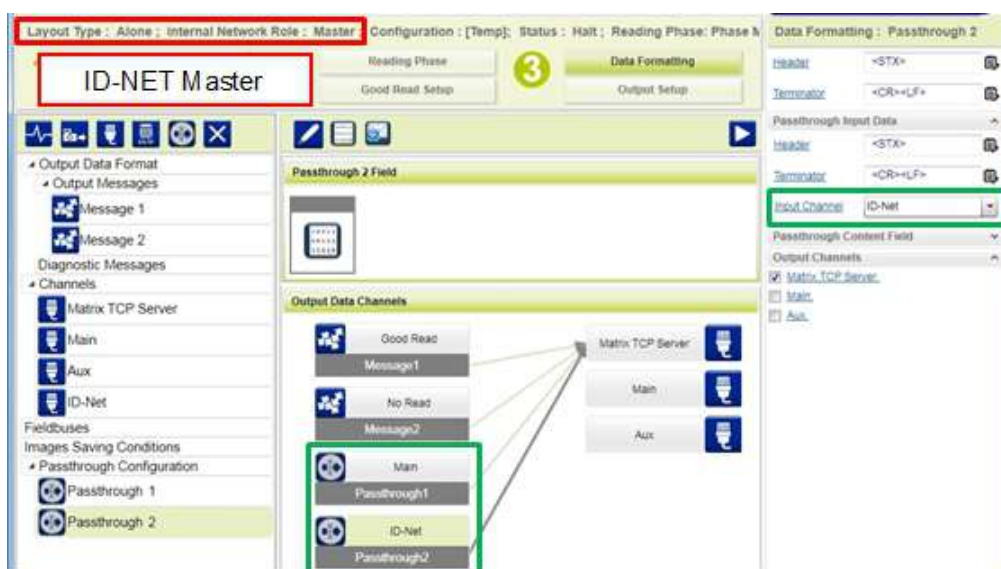 Layout Type : Alone ; Internal Network Role : Master ; Configuration : [Temp]; Status : Halt ; Reading Phase: Phase M
ID-NET Master
Reading Phase
Good Read Setup
3
Data Formatting
Output Setup
Output Data Format
Output Messages
Message 1
Message 2
Diagnostic Messages
Channels
Matrix TCP Server
Main
Aux
ID-Net
Fieldbuses
Images Saving Conditions
Passthrough Configuration
Passthrough 1
Passthrough 2
Passthrough 2 Field
Output Data Channels
Good Read
Message1
No Read
Message2
Main
Passthrough1
ID-Net
Passthrough2
Matrix TCP Server
Main
Aux
Data Formatting : Passthrough 2
Header <STX>
Terminator <CR><LF>
Passthrough Input Data
Header <STX>
Terminator <CR><LF>
Input Channel ID-Net
Passthrough Content Field
Output Channels
Matrix TCP Server
Main
Aux